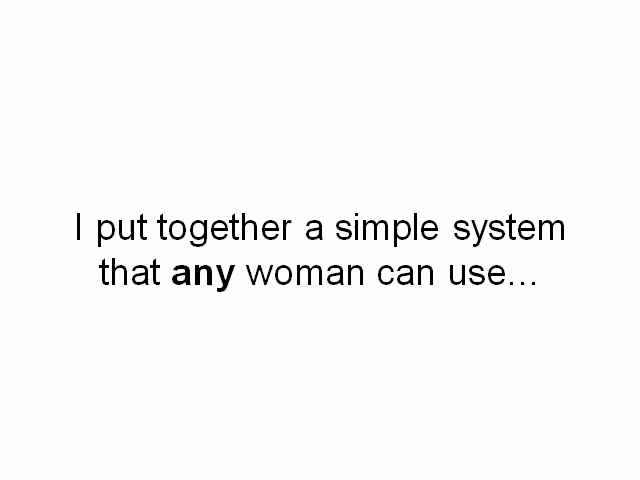 I put together a simple system
that any woman can use...